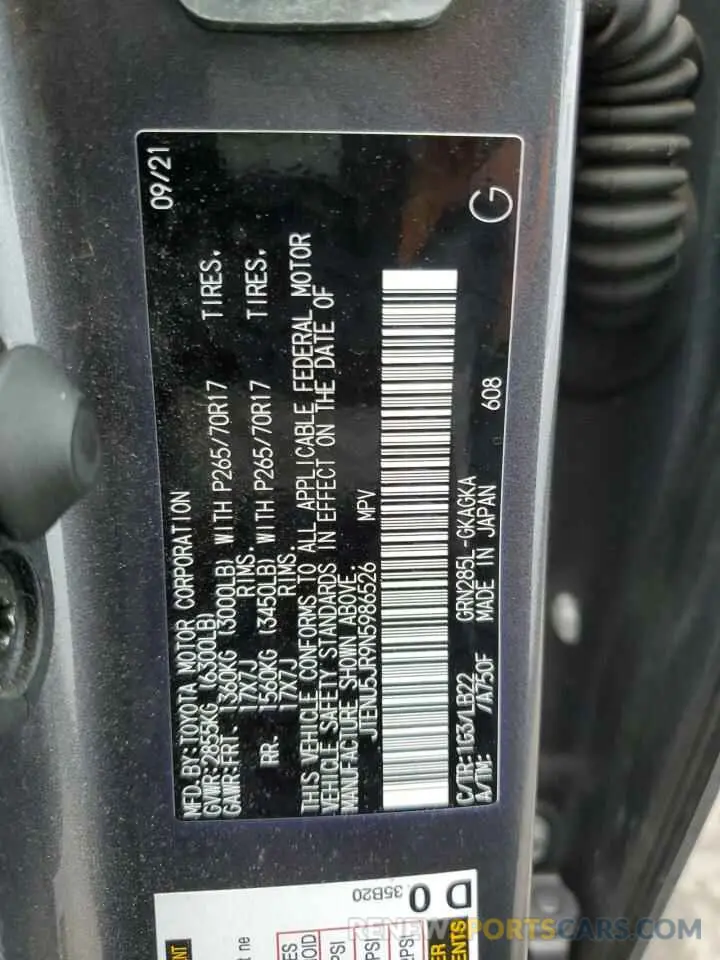 MFD. BY: TOYOTA MOTOR CORPORATION 09/21
GVWR: 2855KG (6300LB)
GAWR: FRT. 1360KG (3000LB) WITH P265/70R17 TIRES,
17X7J RIMS,
RR. 1560KG (3450LB) WITH P265/70R17 TIRES,
17X7J RIMS.
THIS VEHICLE CONFORMS TO ALL APPLICABLE FEDERAL MOTOR
VEHICLE SAFETY STANDARDS IN EFFECT ON THE DATE OF
MANUFACTURE SHOWN ABOVE.
JTENU5JR9N5986526 MPV
C/TR: 1G3/LB22 GRN285L-GKAGKA
A/TM: /A750F MADE IN JAPAN 608
G
D 0
35B20
RENEWSPORTCAR.COM